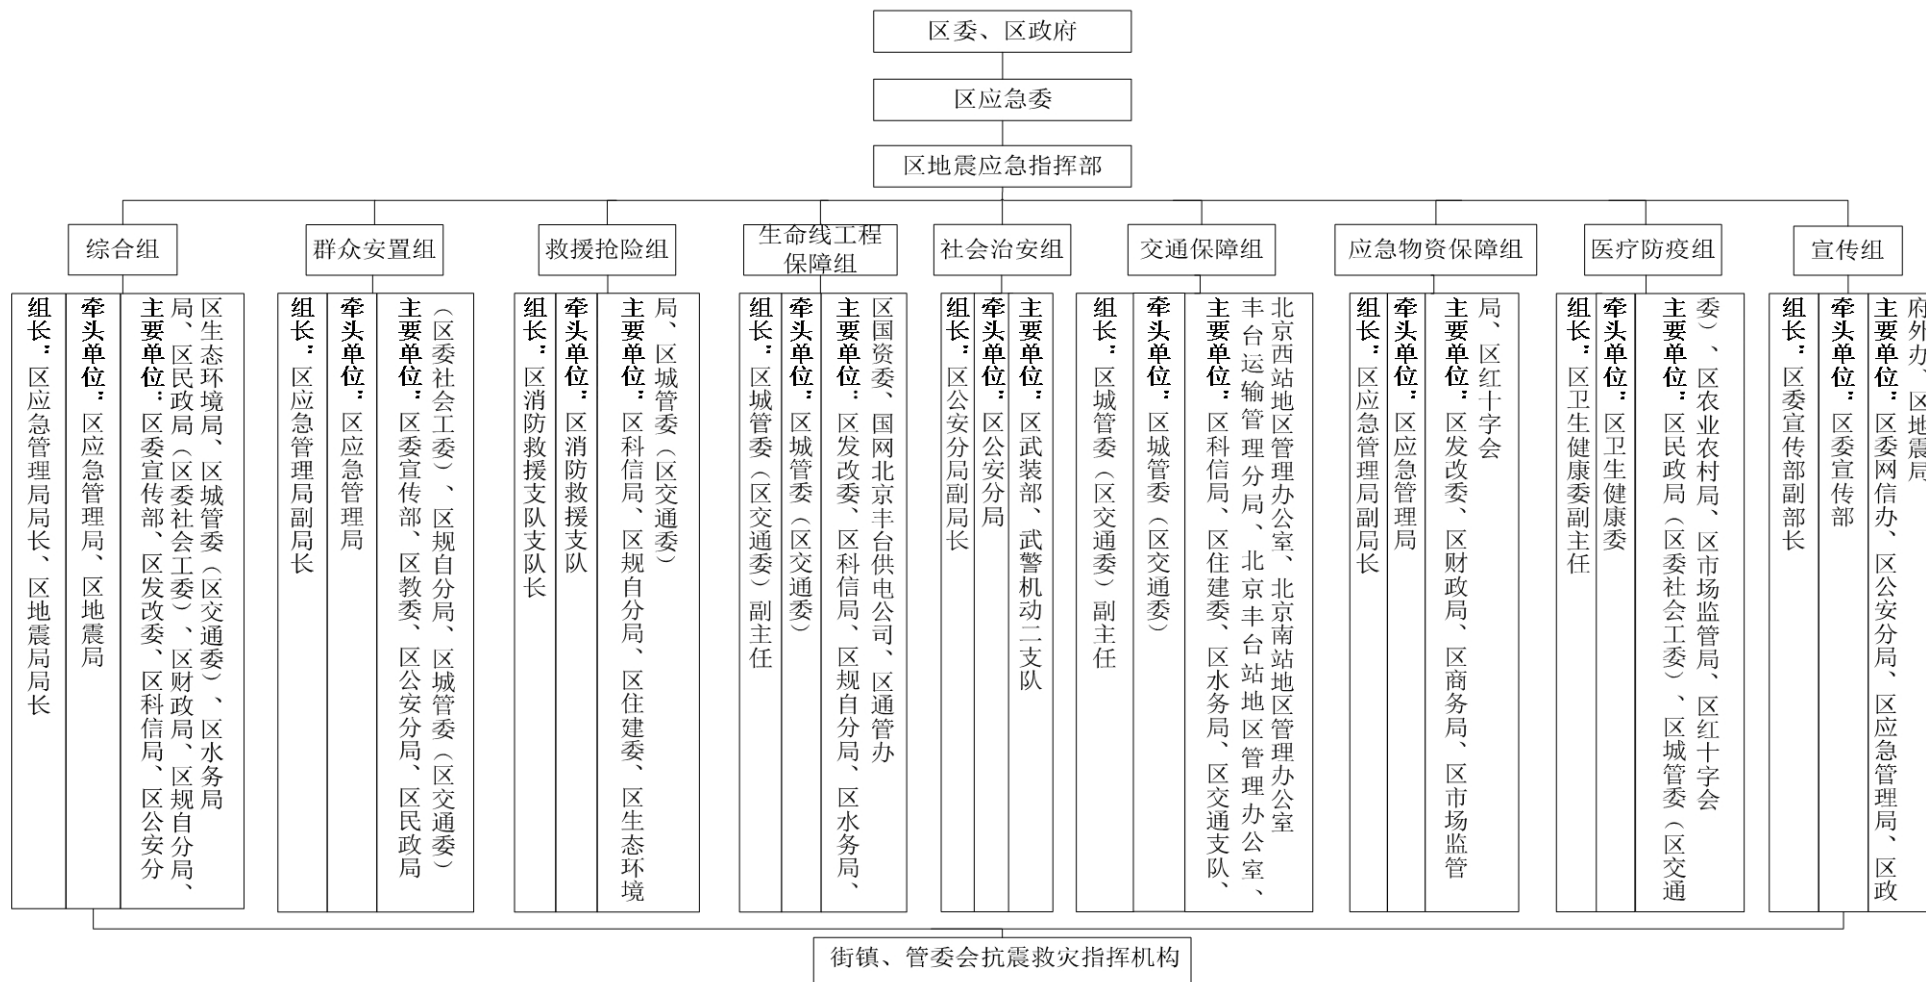 区委、区政府
区应急委
区地震应急指挥部
综合组
群众安置组
救援抢险组
生命线工程
保障组
社会治安组
交通保障组
应急物资保障组
医疗防疫组
宣传组
组长：区应急管理局局长、区地震局局长
牵头单位：区应急管理局、区地震局
主要单位：区委宣传部、区发改委、区科信局、区公安分
局、区民政局（区委社会工委）、区财政局、区规自分局、
区生态环境局、区城管委（区交通委）、区水务局
组长：区应急管理局副局长
牵头单位：区应急管理局
主要单位：区委宣传部、区教委、区公安分局、区民政局
（区委社会工委）、区规自分局、区城管委（区交通委）
组长：区消防救援支队支队长
牵头单位：区消防救援支队
主要单位：区科信局、区规自分局、区住建委、区生态环境
局、区城管委（区交通委）
组长：区城管委（区交通委）副主任
牵头单位：区城管委（区交通委）
主要单位：区发改委、区科信局、区规自分局、区水务局、
区国资委、国网北京丰台供电公司、区通管办
组长：区公安分局副局长
牵头单位：区公安分局
主要单位：区武装部、武警机动二支队
组长：区城管委（区交通委）副主任
牵头单位：区城管委（区交通委）
主要单位：区科信局、区住建委、区水务局、区交通支队、
丰台运输管理分局、北京丰台站地区管理办公室、
北京西站地区管理办公室、北京南站地区管理办公室
组长：区应急管理局副局长
牵头单位：区应急管理局
主要单位：区发改委、区财政局、区商务局、区市场监管
局、区红十字会
组长：区卫生健康委副主任
牵头单位：区卫生健康委
主要单位：区民政局（区委社会工委）、区城管委（区交通
委）、区农业农村局、区市场监管局、区红十字会
组长：区委宣传部副部长
牵头单位：区委宣传部
主要单位：区委网信办、区公安分局、区应急管理局、区政
府外办、区地震局
街镇、管委会抗震救灾指挥机构